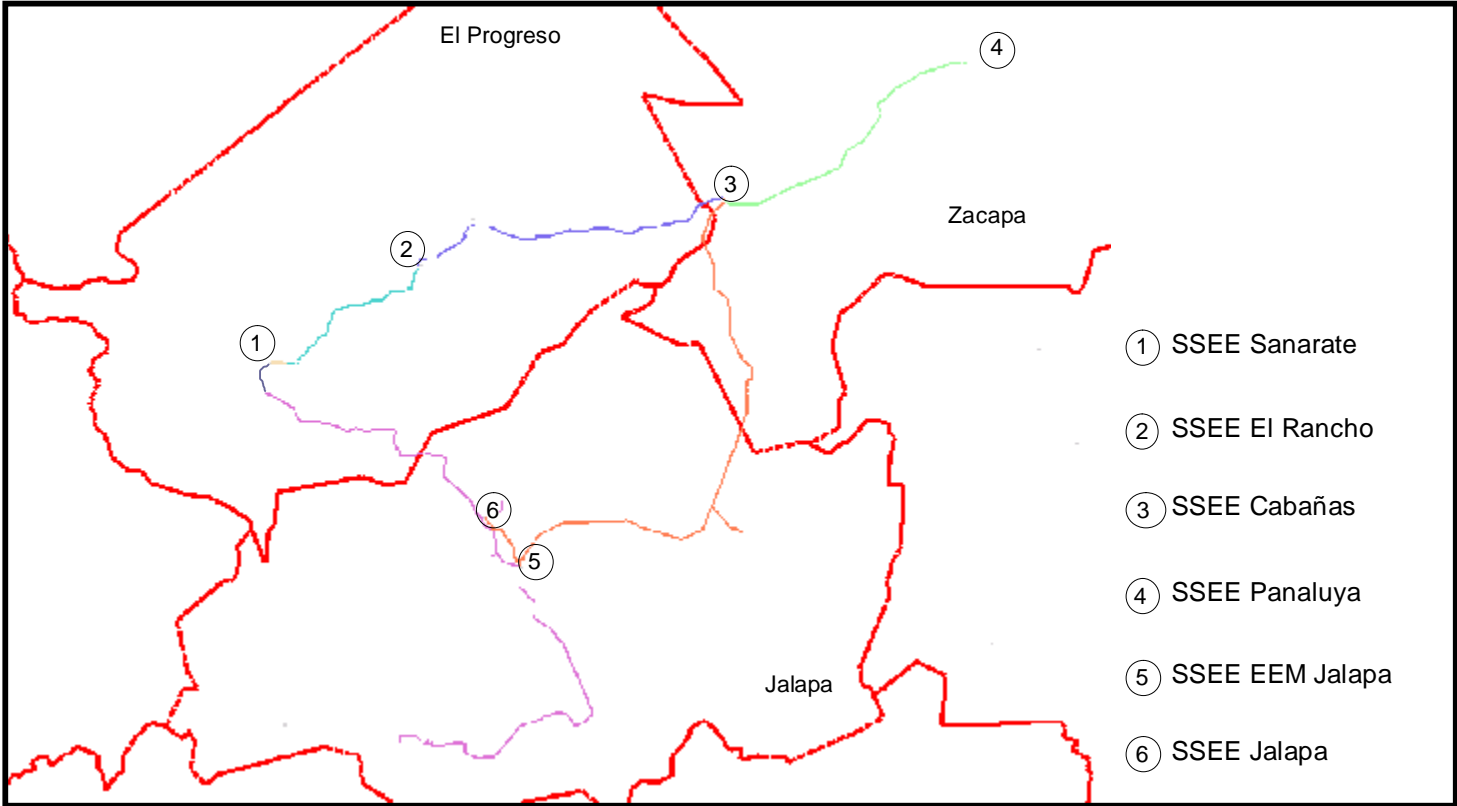 El Progreso
4
3
Zacapa
2
1
1 SSEE Sanarate
2 SSEE El Rancho
6
3 SSEE Cabañas
5
4 SSEE Panaluya
Jalapa
5 SSEE EEM Jalapa
6 SSEE Jalapa